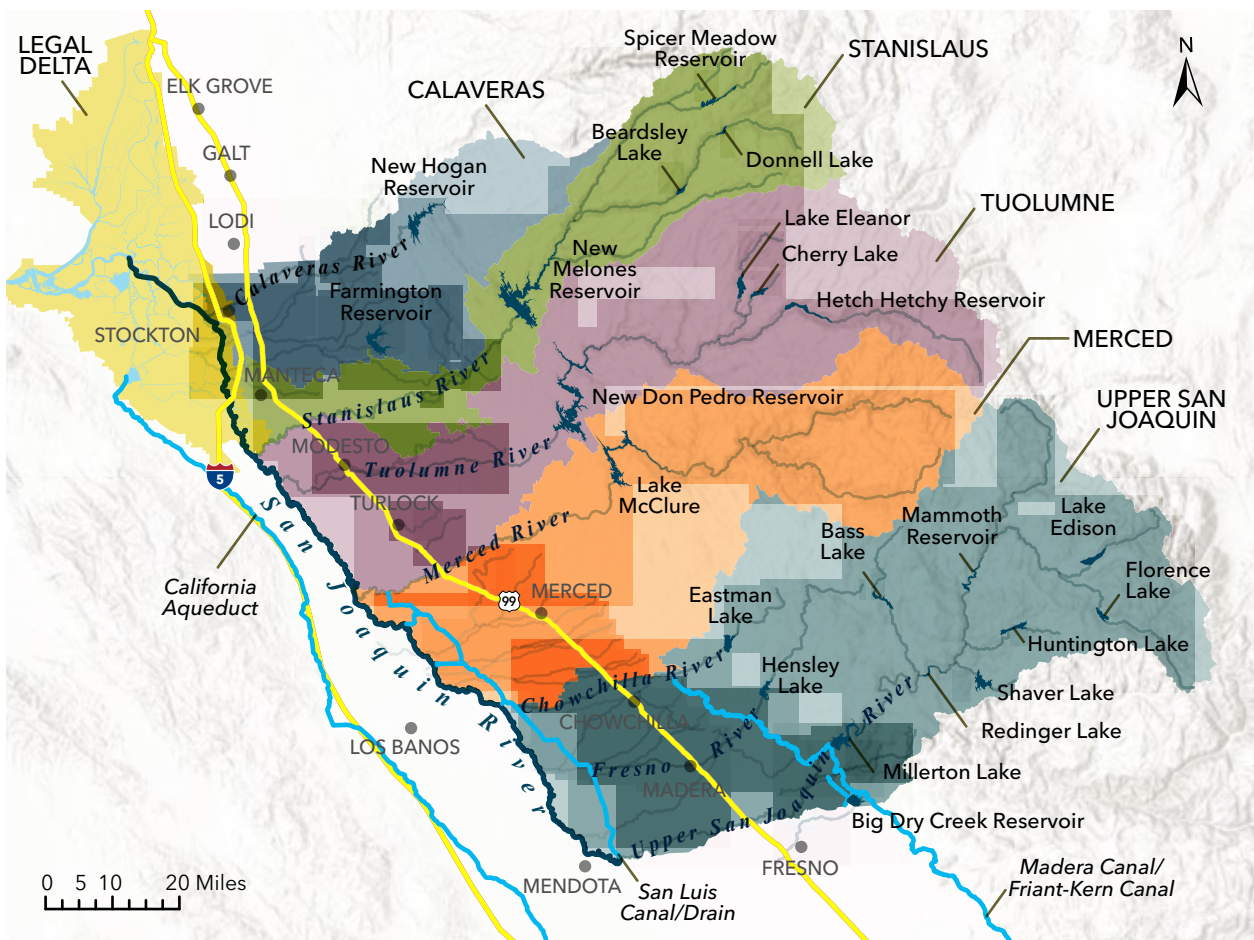 LEGAL
DELTA
ELK GROVE
GALT
LODI
CALAVERAS
Spicer Meadow
Reservoir
STANISLAUS
N
New Hogan
Reservoir
Beardsley
Lake
Donnell Lake
TUOLUMNE
Lake Eleanor
Cherry Lake
Hetch Hetchy Reservoir
New
Melones
Reservoir
Calaveras River
Farmington
Reservoir
STOCKTON
MANTECA
Stanislaus River
MERCED
New Don Pedro Reservoir
UPPER SAN
JOAQUIN
MODESTO
Tuolumne River
5
TURLOCK
Lake
McClure
Merced River
San Joaquin River
California
Aqueduct
99
MERCED
Bass
Lake
Mammoth
Reservoir
Lake
Edison
Florence
Lake
Eastman
Lake
Huntington Lake
Hensley
Lake
Shaver Lake
Redinger Lake
Chowchilla River
CHOWCHILLA
LOS BANOS
Fresno River
MADERA
Millerton Lake
Upper San Joaquin River
Big Dry Creek Reservoir
FRESNO
MENDOTA
San Luis
Canal/Drain
Madera Canal/
Friant-Kern Canal
0 5 10 20 Miles